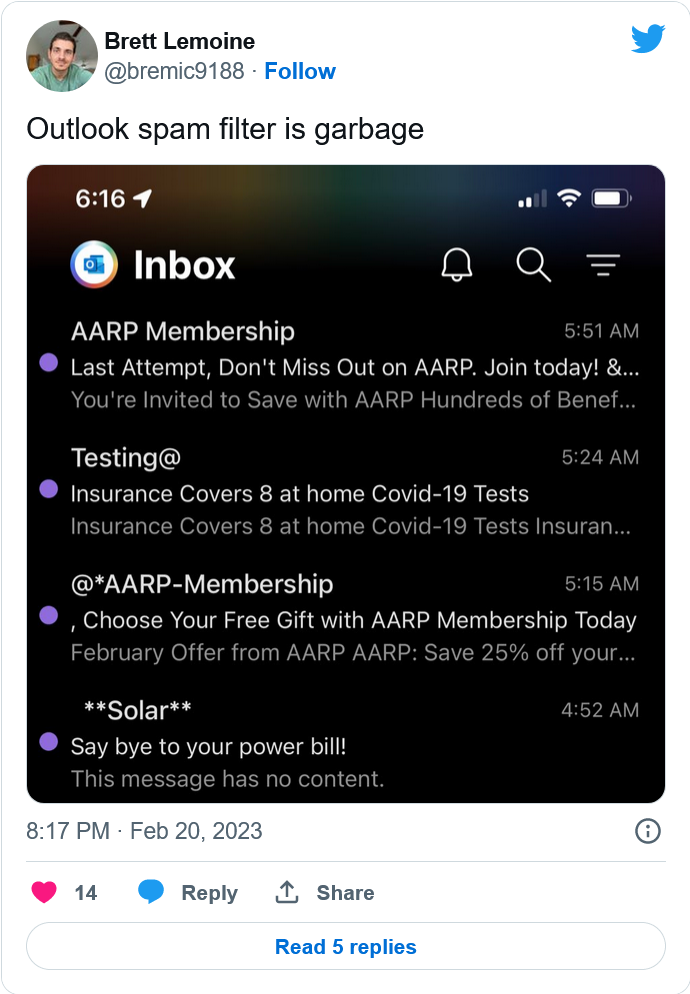 Brett Lemoine
@bremic9188 · Follow
Outlook spam filter is garbage
6:16
Inbox
AARP Membership 5:51 AM
Last Attempt, Don't Miss Out on AARP. Join today! &...
You're Invited to Save with AARP Hundreds of Benef...
Testing@ 5:24 AM
Insurance Covers 8 at home Covid-19 Tests
Insurance Covers 8 at home Covid-19 Tests Insuran...
@*AARP-Membership 5:15 AM
, Choose Your Free Gift with AARP Membership Today
February Offer from AARP AARP: Save 25% off your...
**Solar** 4:52 AM
Say bye to your power bill!
This message has no content.
8:17 PM · Feb 20, 2023
14 Reply Share
Read 5 replies